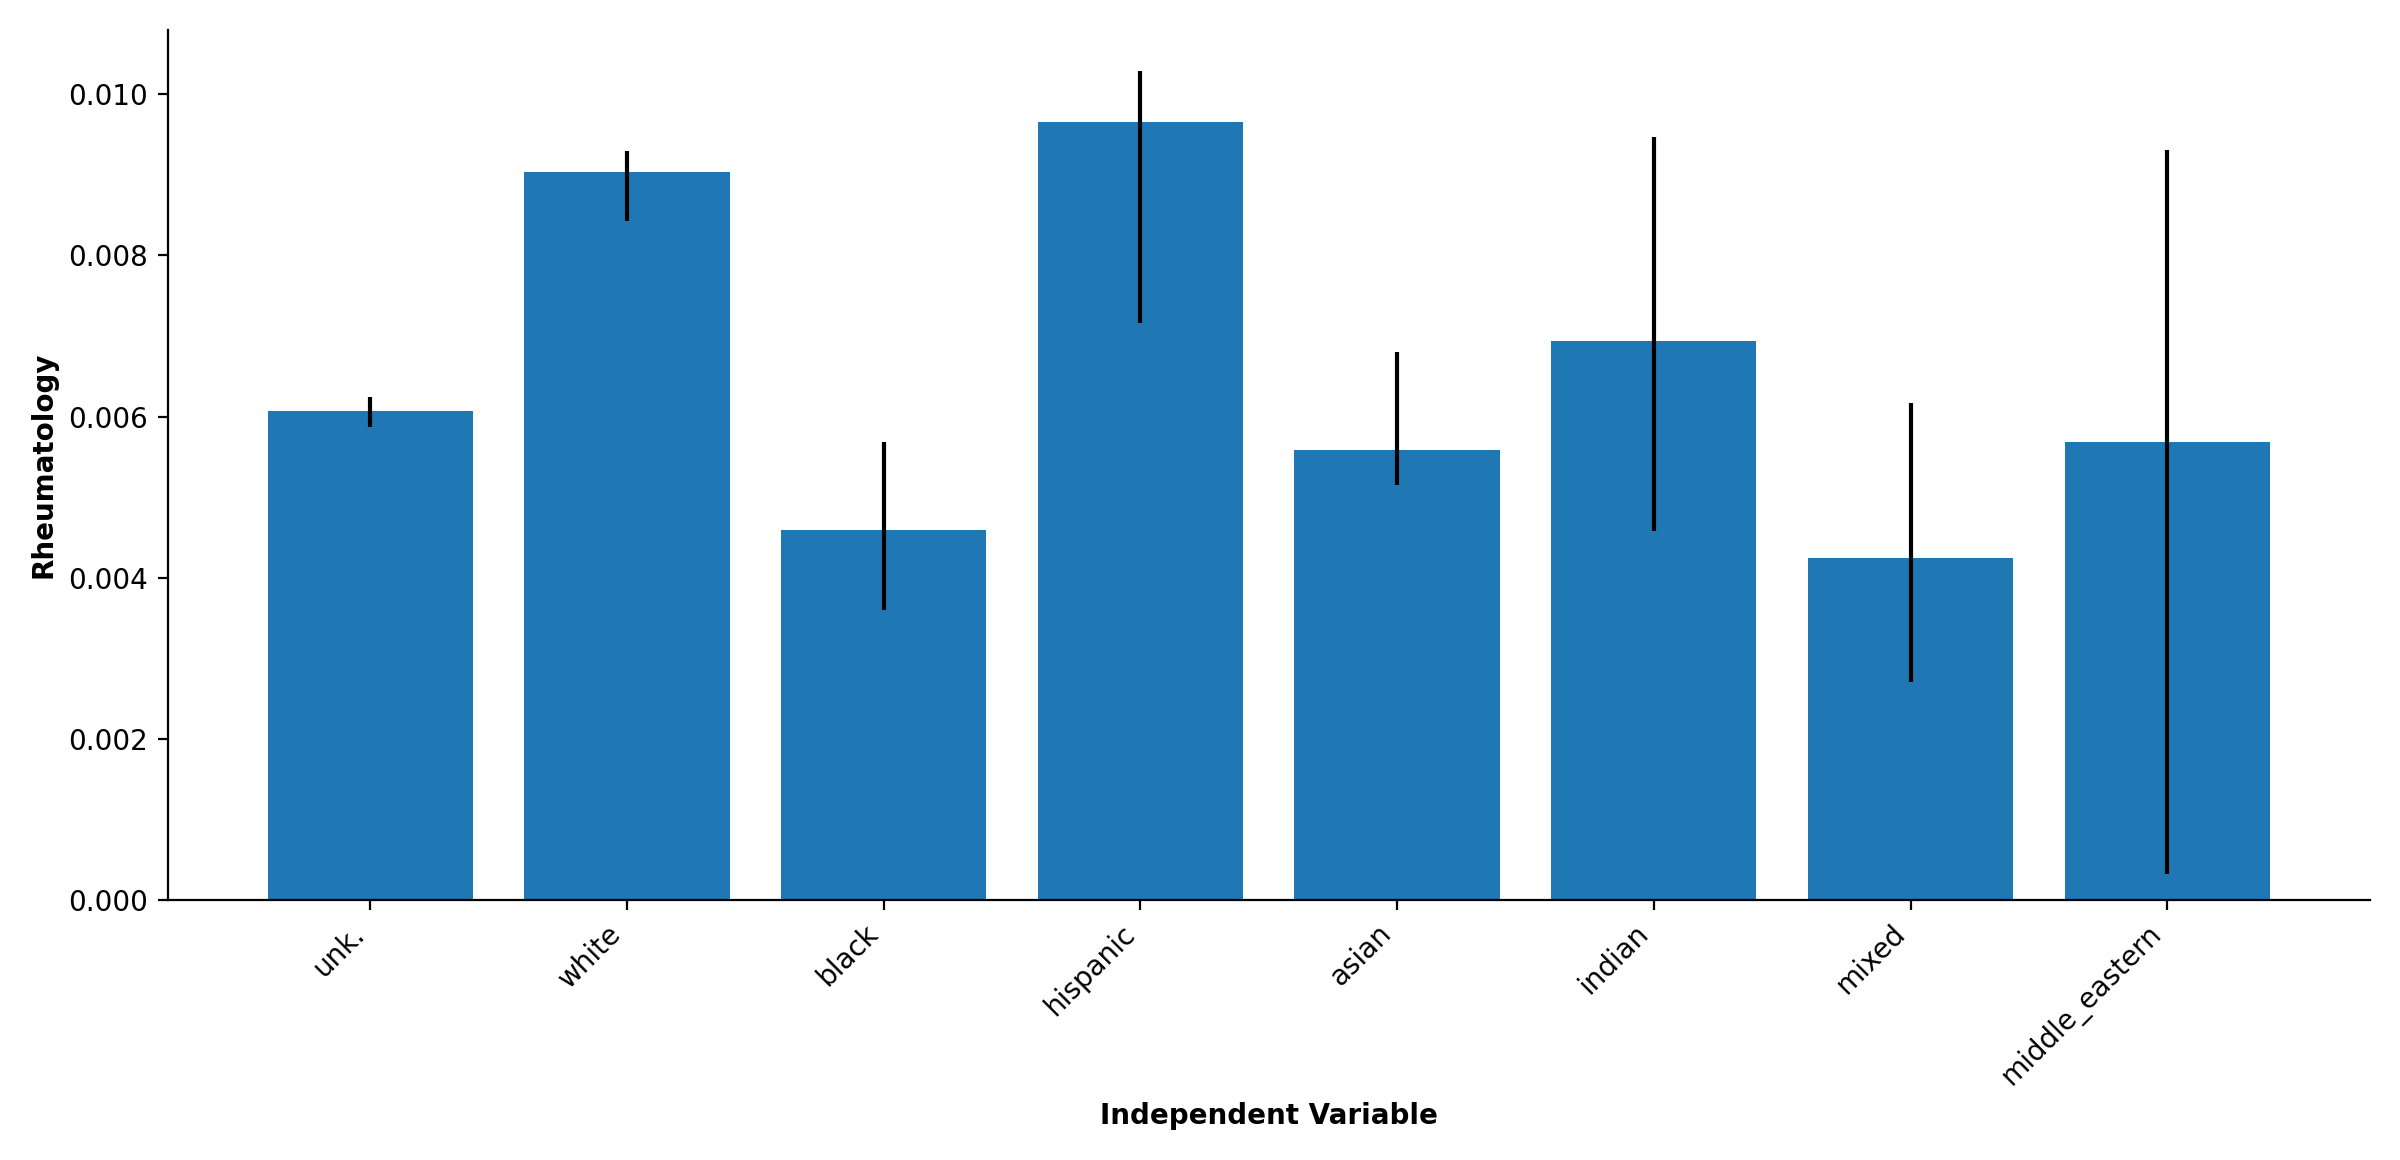 0.010
0.008
0.006
0.004
0.002
0.000
Rheumatology
unk.
white
black
hispanic
asian
indian
mixed
middle_eastern
Independent Variable